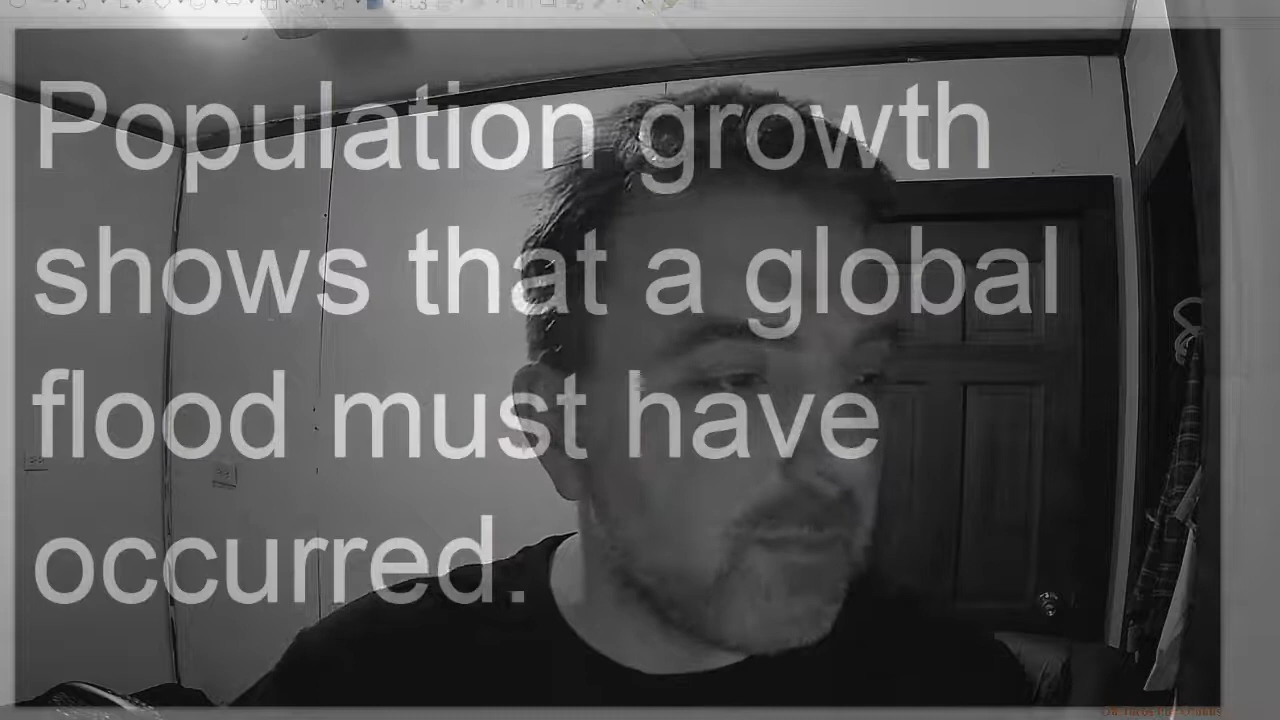 Population growth
shows that a global
flood must have
occurred.